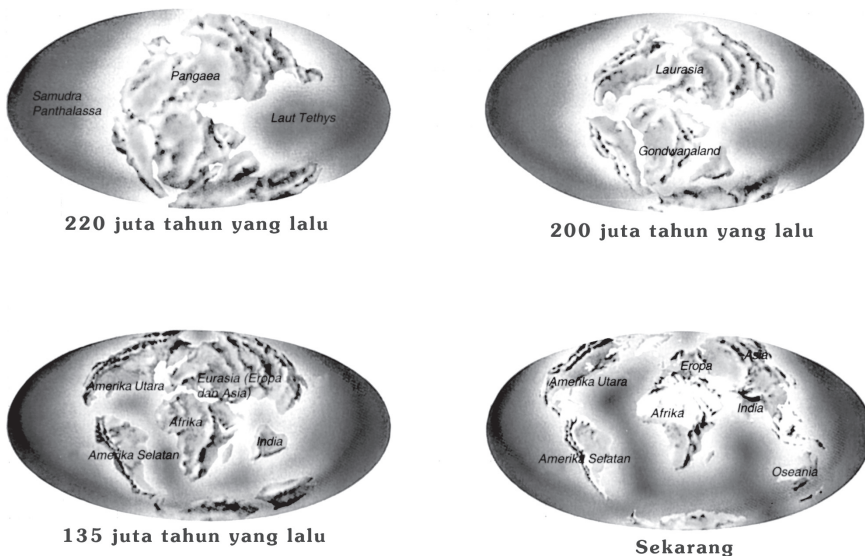 Pangaea
Samudra
Panthalassa
Laut Tethys
220 juta tahun yang lalu
Laurasia
Gondwanaland
200 juta tahun yang lalu
Amerika Utara
Eurasia (Eropa
dan Asia)
Afrika
India
Amerika Selatan
135 juta tahun yang lalu
Asia
Eropa
Amerika Utara
India
Afrika
Amerika Selatan
Oseania
Sekarang